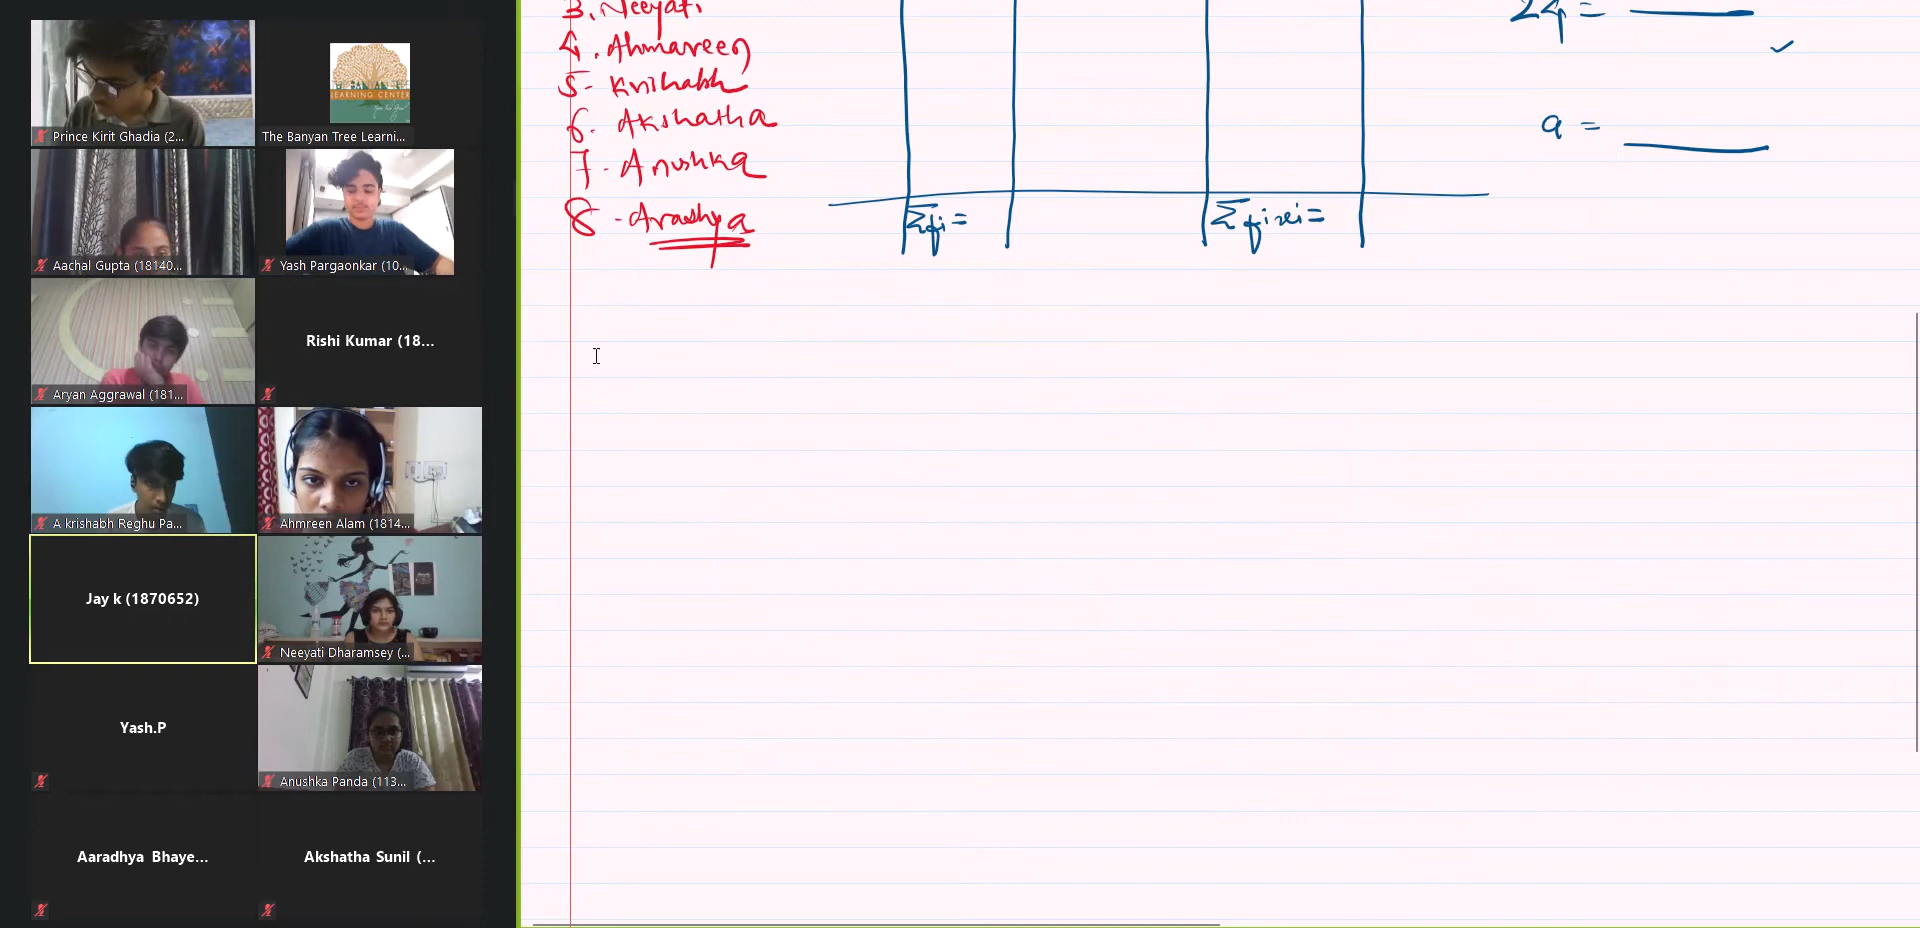 Prince Kirit Ghadia (2...
The Banyan Tree Learni...
LEARNING CENTER
Aachal Gupta (18140...
Yash Pargaonkar (10...
Aryan Aggrawal (181...
Rishi Kumar (18...
A krishabh Reghu Pa...
Ahmreen Alam (1814...
Jay k (1870652)
Neeyati Dharamsey (...
Yash.P
Anushka Panda (113...
Aaradhya Bhaye...
Akshatha Sunil (...
3. Neeyati
4. Ahmareen
5- Krihabh
6. Akshatha
7- Anushka
8 - Aradhya
Σfi =
Σfixi =
a =